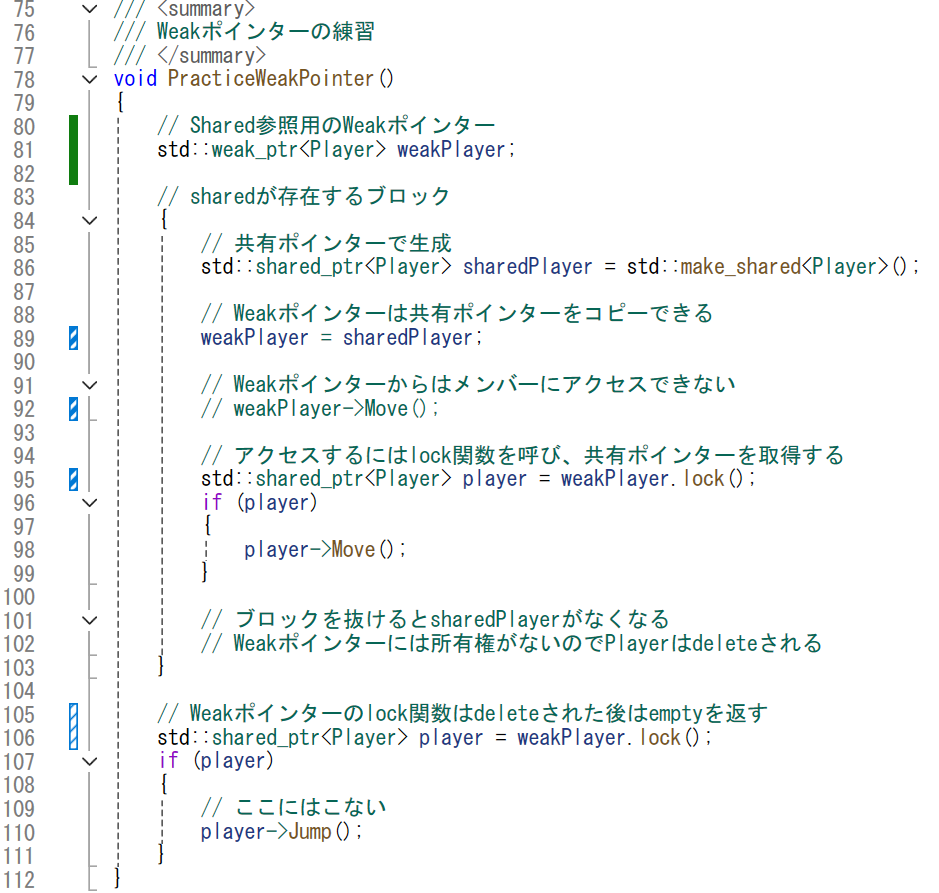 75 /// <summary>
76 /// Weakポインターの練習
77 /// </summary>
78 void PracticeWeakPointer()
79 {
80     // Shared参照用のWeakポインター
81     std::weak_ptr<Player> weakPlayer;
82
83     // sharedが存在するブロック
84     {
85         // 共有ポインターで生成
86         std::shared_ptr<Player> sharedPlayer = std::make_shared<Player>();
87
88         // Weakポインターは共有ポインターをコピーできる
89         weakPlayer = sharedPlayer;
90
91         // Weakポインターからはメンバーにアクセスできない
92         // weakPlayer->Move();
93
94         // アクセスするにはlock関数を呼び、共有ポインターを取得する
95         std::shared_ptr<Player> player = weakPlayer.lock();
96         if (player)
97         {
98             player->Move();
99         }
100
101         // ブロックを抜けるとsharedPlayerがなくなる
102         // Weakポインターには所有権がないのでPlayerはdeleteされる
103     }
104
105     // Weakポインターのlock関数はdeleteされた後はemptyを返す
106     std::shared_ptr<Player> player = weakPlayer.lock();
107     if (player)
108     {
109         // ここにはこない
110         player->Jump();
111     }
112 }